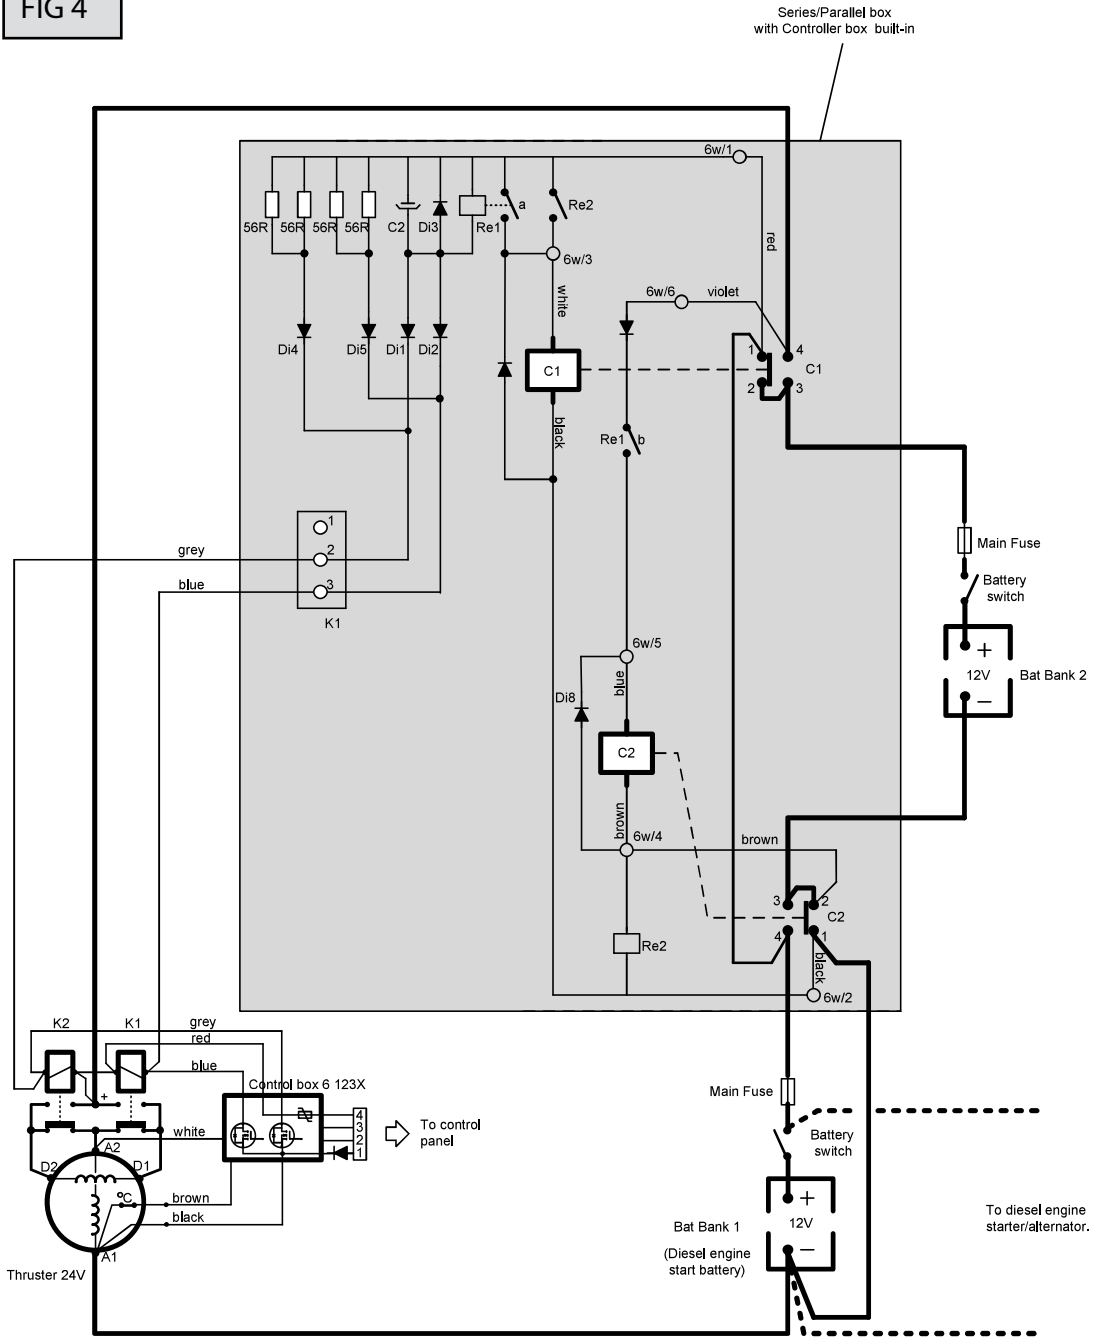 FIG 4
Series/Parallel box
with Controller box built-in
6w/1
56R
56R
56R
56R
C2
Di3
Re1
a
Re2
6w/3
red
white
6w/6
violet
Di4
Di5
Di1
Di2
C1
1
4
C1
2
3
black
Re1
b
1
grey
2
blue
3
K1
Main Fuse
Battery
switch
+
12V
Bat Bank 2
–
6w/5
blue
Di8
C2
brown
6w/4
brown
3
2
C2
4
1
Re2
black
6w/2
K2
K1
grey
red
blue
Control box 6 123X
+
4
3
2
1
To control
panel
white
A2
D2
D1
°C
brown
black
A1
Thruster 24V
Main Fuse
Battery
switch
+
12V
Bat Bank 1
–
(Diesel engine
start battery)
To diesel engine
starter/alternator.